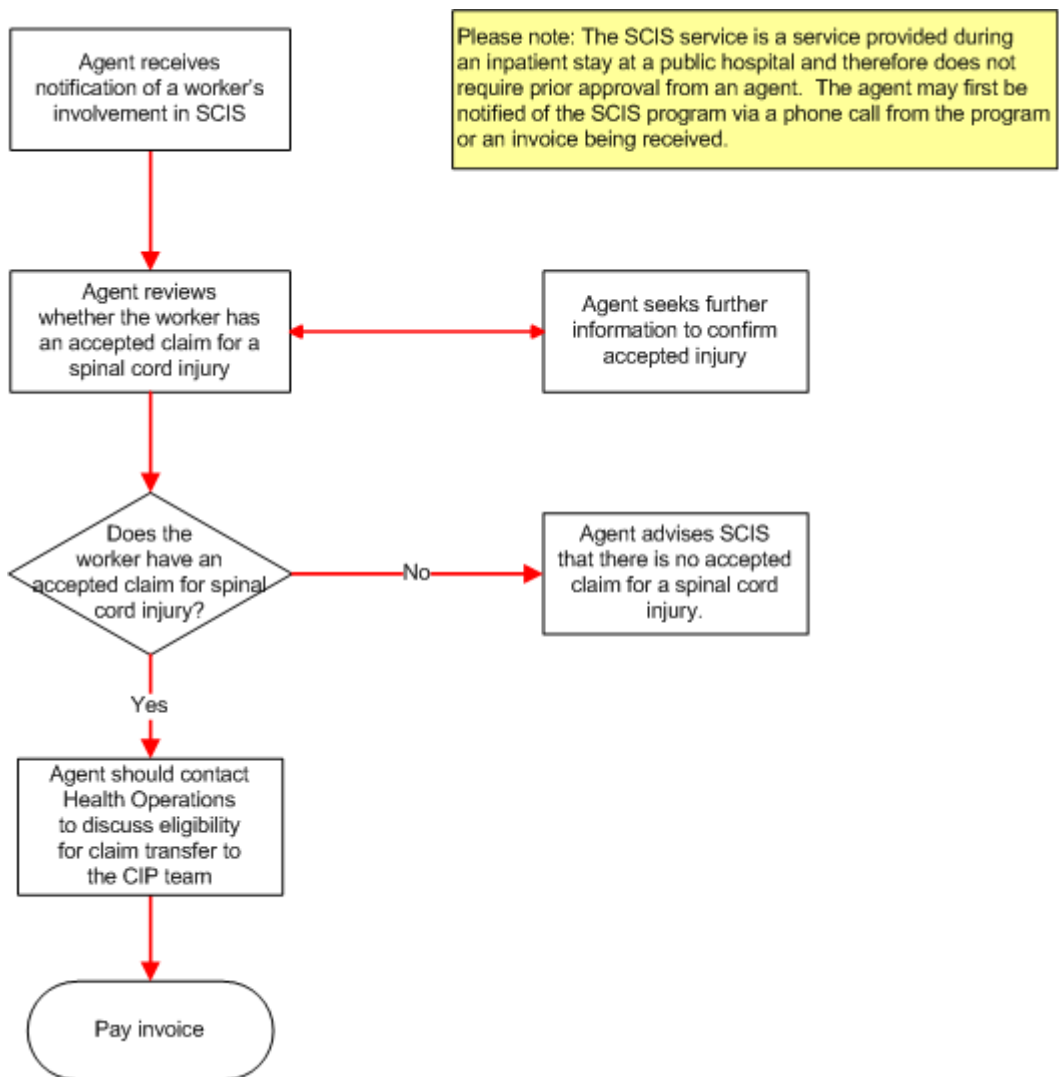 Agent receives
notification of a worker's
involvement in SCIS
Please note: The SCIS service is a service provided during
an inpatient stay at a public hospital and therefore does not
require prior approval from an agent.  The agent may first be
notified of the SCIS program via a phone call from the program
or an invoice being received.
Agent reviews
whether the worker has
an accepted claim for a
spinal cord injury
Agent seeks further
information to confirm
accepted injury
Does the
worker have an
accepted claim for spinal
cord injury?
No
Agent advises SCIS
that there is no accepted
claim for a spinal cord
injury.
Yes
Agent should contact
Health Operations
to discuss eligibility
for claim transfer to
the CIP team
Pay invoice